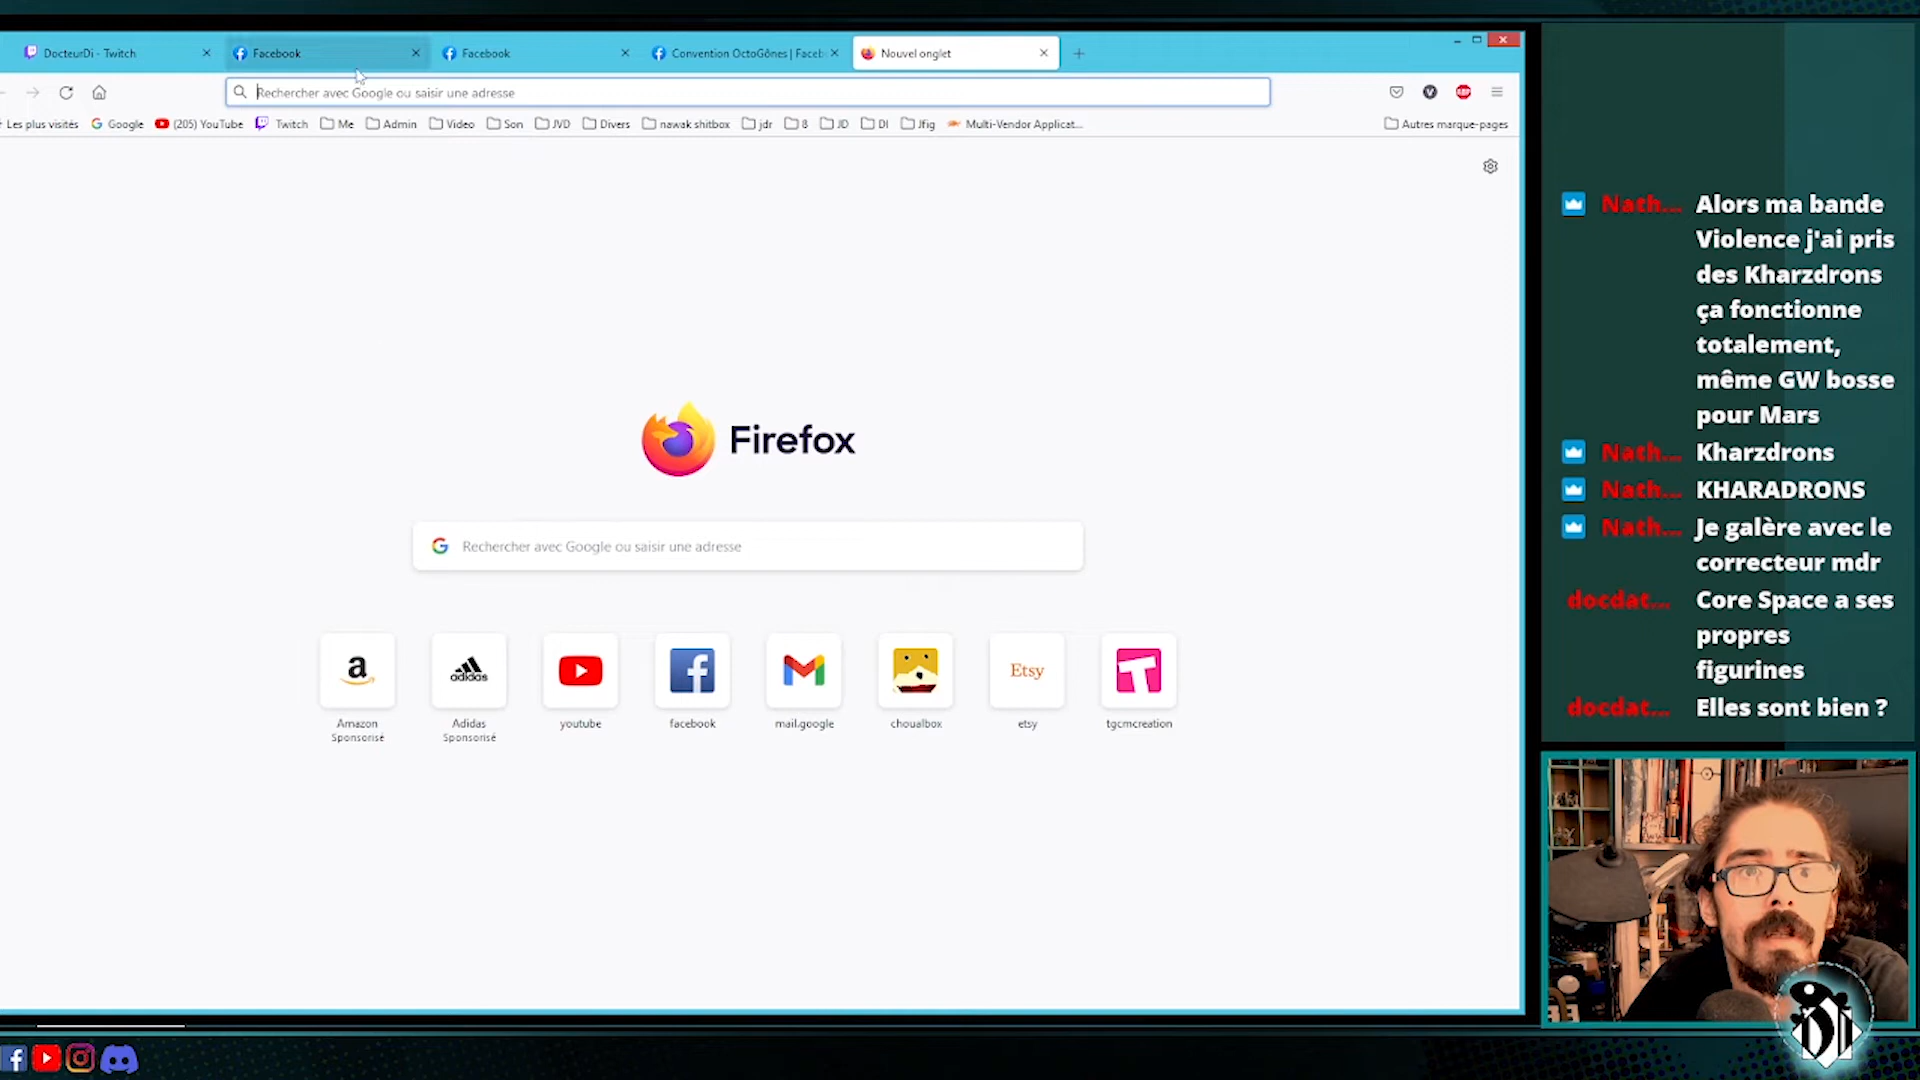 DocteurDi - Twitch
Facebook
Facebook
Convention OctoGônes | Faceb
Nouvel onglet
Rechercher avec Google ou saisir une adresse
Les plus visités
Google
(205) YouTube
Twitch
Me
Admin
Video
Son
JVD
Divers
nawak shitbox
jdr
8
JD
DI
Jfig
Multi-Vendor Applicat...
Autres marque-pages
Firefox
Rechercher avec Google ou saisir une adresse
Etsy
adidas
Amazon
Sponsorisé
Adidas
Sponsorisé
youtube
facebook
mail.google
choualbox
etsy
tgcmcreation
Nath... Alors ma bande
Violence j'ai pris
des Kharzdrons
ça fonctionne
totalement,
même GW bosse
pour Mars
Nath... Kharzdrons
Nath... KHARADRONS
Nath... Je galère avec le
correcteur mdr
docdat... Core Space a ses
propres
figurines
docdat... Elles sont bien ?
DI